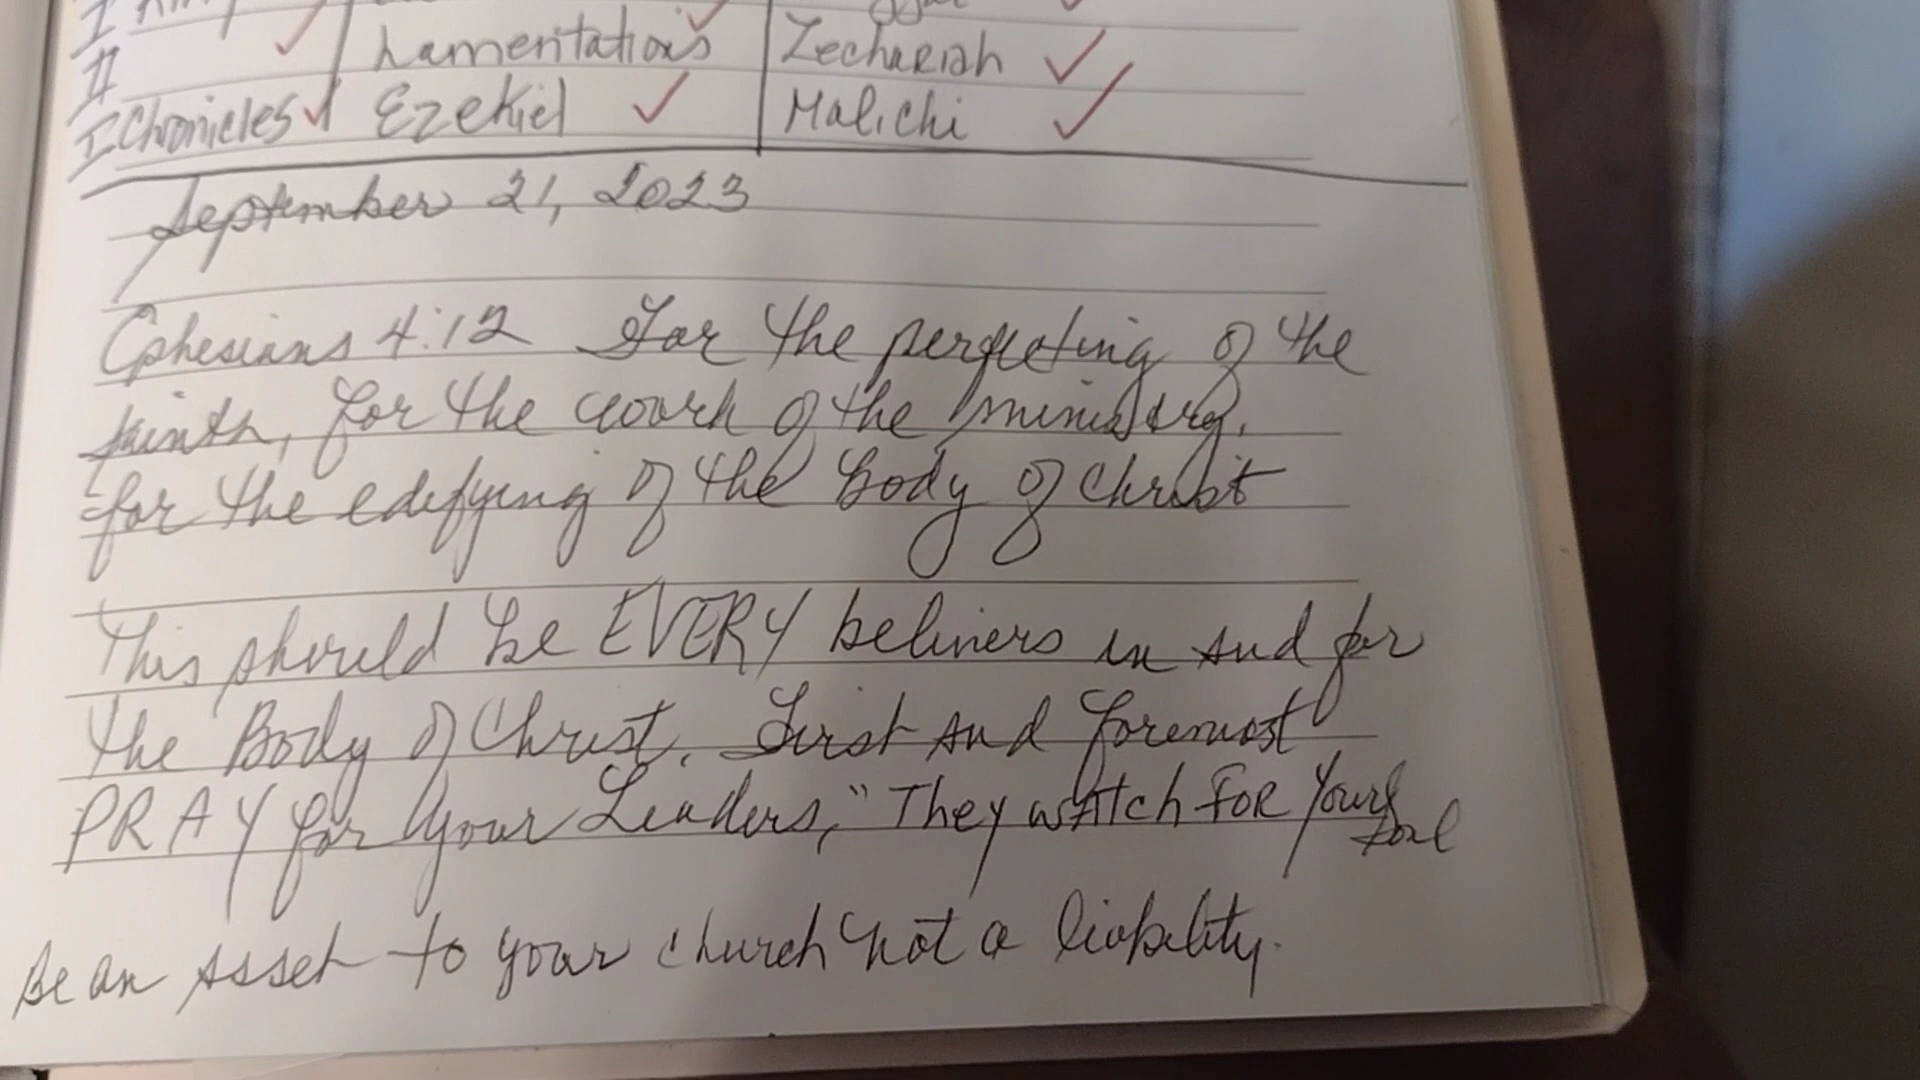 II Lamentations Zechariah
I Chronicles Ezekiel Malichi
September 21, 2023
Ephesians 4:12 For the perfecting of the
saints, for the work of the ministry,
for the edifying of the body of Christ
This should be EVERY belivers in and for
the Body of Christ. First and foremost
PRAY for your Leaders, "They watch FOR your
soul
Be an asset to your church not a liability.